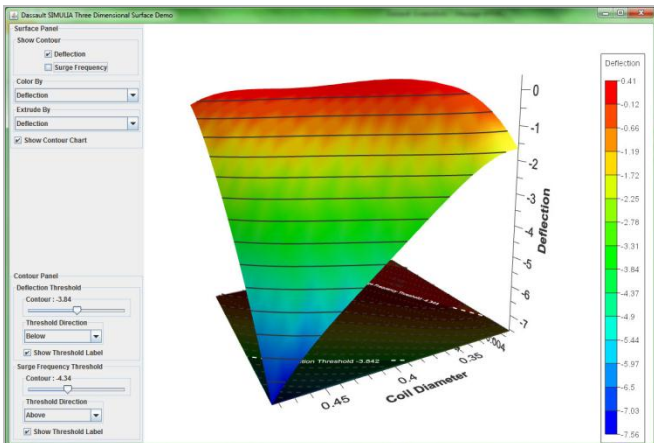 Dassault SIMULIA Three Dimensional Surface Demo
Surface Panel
Show Contour
Deflection
Surge Frequency
Color By
Deflection
Extrude By
Deflection
Show Contour Chart
Contour Panel
Deflection Threshold
Contour : -3.84
Threshold Direction
Below
Show Threshold Label
Surge Frequency Threshold
Contour : -4.34
Threshold Direction
Above
Show Threshold Label
0
-1
-2
-3
-4
-5
-6
-7
Deflection
Threshold -3.842
0.45
0.4
0.35
Coil Diameter
Deflection
0.41
-0.12
-0.66
-1.19
-1.72
-2.25
-2.78
-3.31
-3.84
-4.37
-4.9
-5.44
-5.97
-6.5
-7.03
-7.56